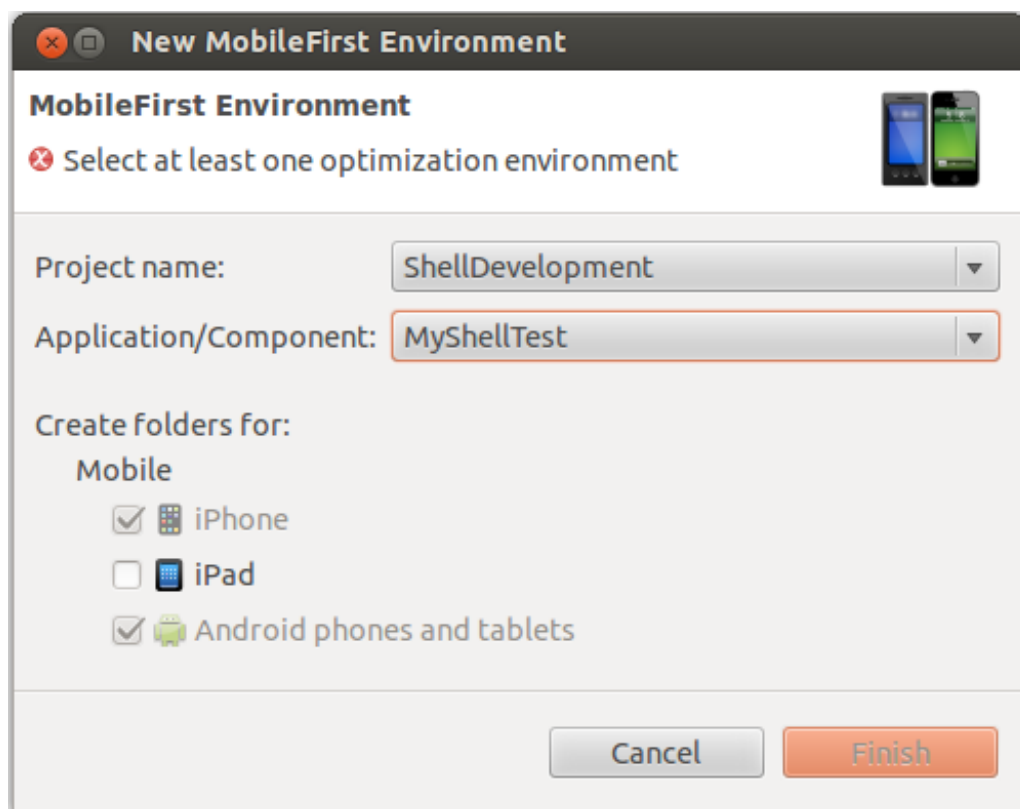 New MobileFirst Environment
MobileFirst Environment
Select at least one optimization environment
Project name: ShellDevelopment
Application/Component: MyShellTest
Create folders for:
Mobile
iPhone
iPad
Android phones and tablets
Cancel Finish